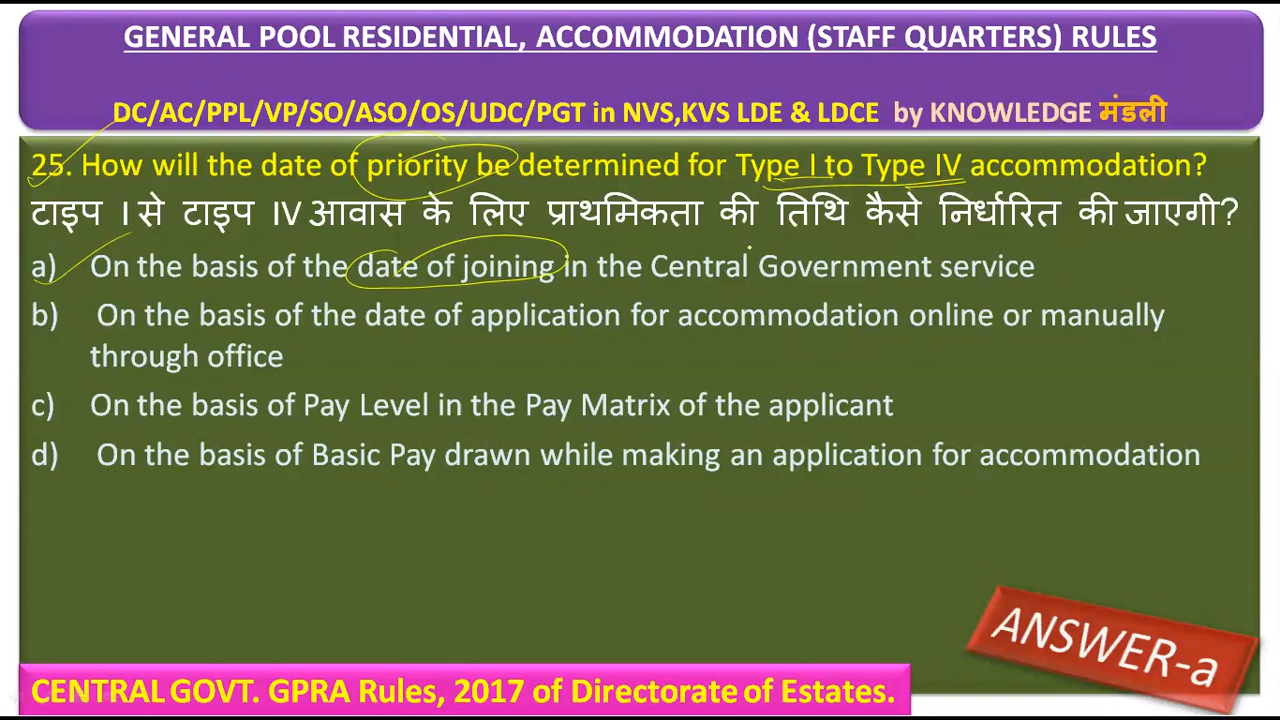 GENERAL POOL RESIDENTIAL, ACCOMMODATION (STAFF QUARTERS) RULES
DC/AC/PPL/VP/SO/ASO/OS/UDC/PGT in NVS,KVS LDE & LDCE by KNOWLEDGE मंडली
25. How will the date of priority be determined for Type I to Type IV accommodation?
टाइप I से टाइप IV आवास के लिए प्राथमिकता की तिथि कैसे निर्धारित की जाएगी?
a) On the basis of the date of joining in the Central Government service
b) On the basis of the date of application for accommodation online or manually
through office
c) On the basis of Pay Level in the Pay Matrix of the applicant
d) On the basis of Basic Pay drawn while making an application for accommodation
ANSWER-a
CENTRAL GOVT. GPRA Rules, 2017 of Directorate of Estates.